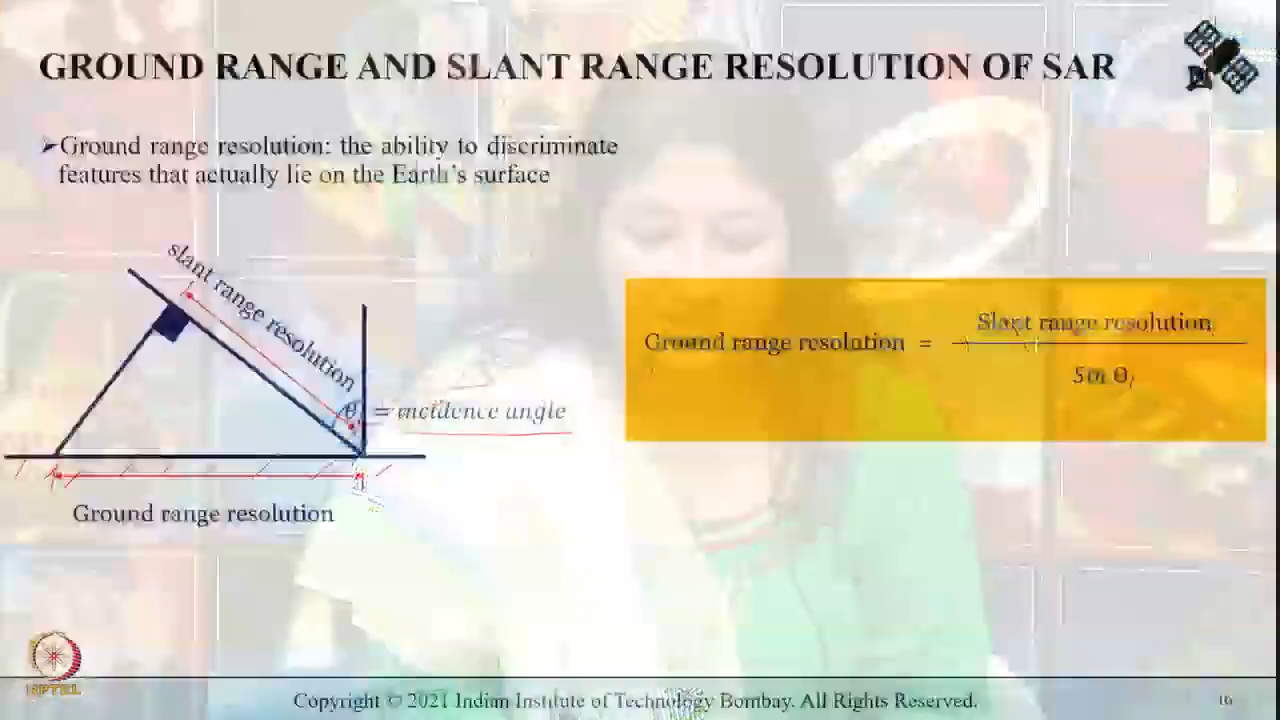 GROUND RANGE AND SLANT RANGE RESOLUTION OF SAR
➢Ground range resolution: the ability to discriminate
features that actually lie on the Earth's surface
slant range resolution
θ = incidence angle
Ground range resolution
Ground range resolution = Slant range resolution
Sin Θi
NPTEL
Copyright © 2021 Indian Institute of Technology Bombay. All Rights Reserved.
16